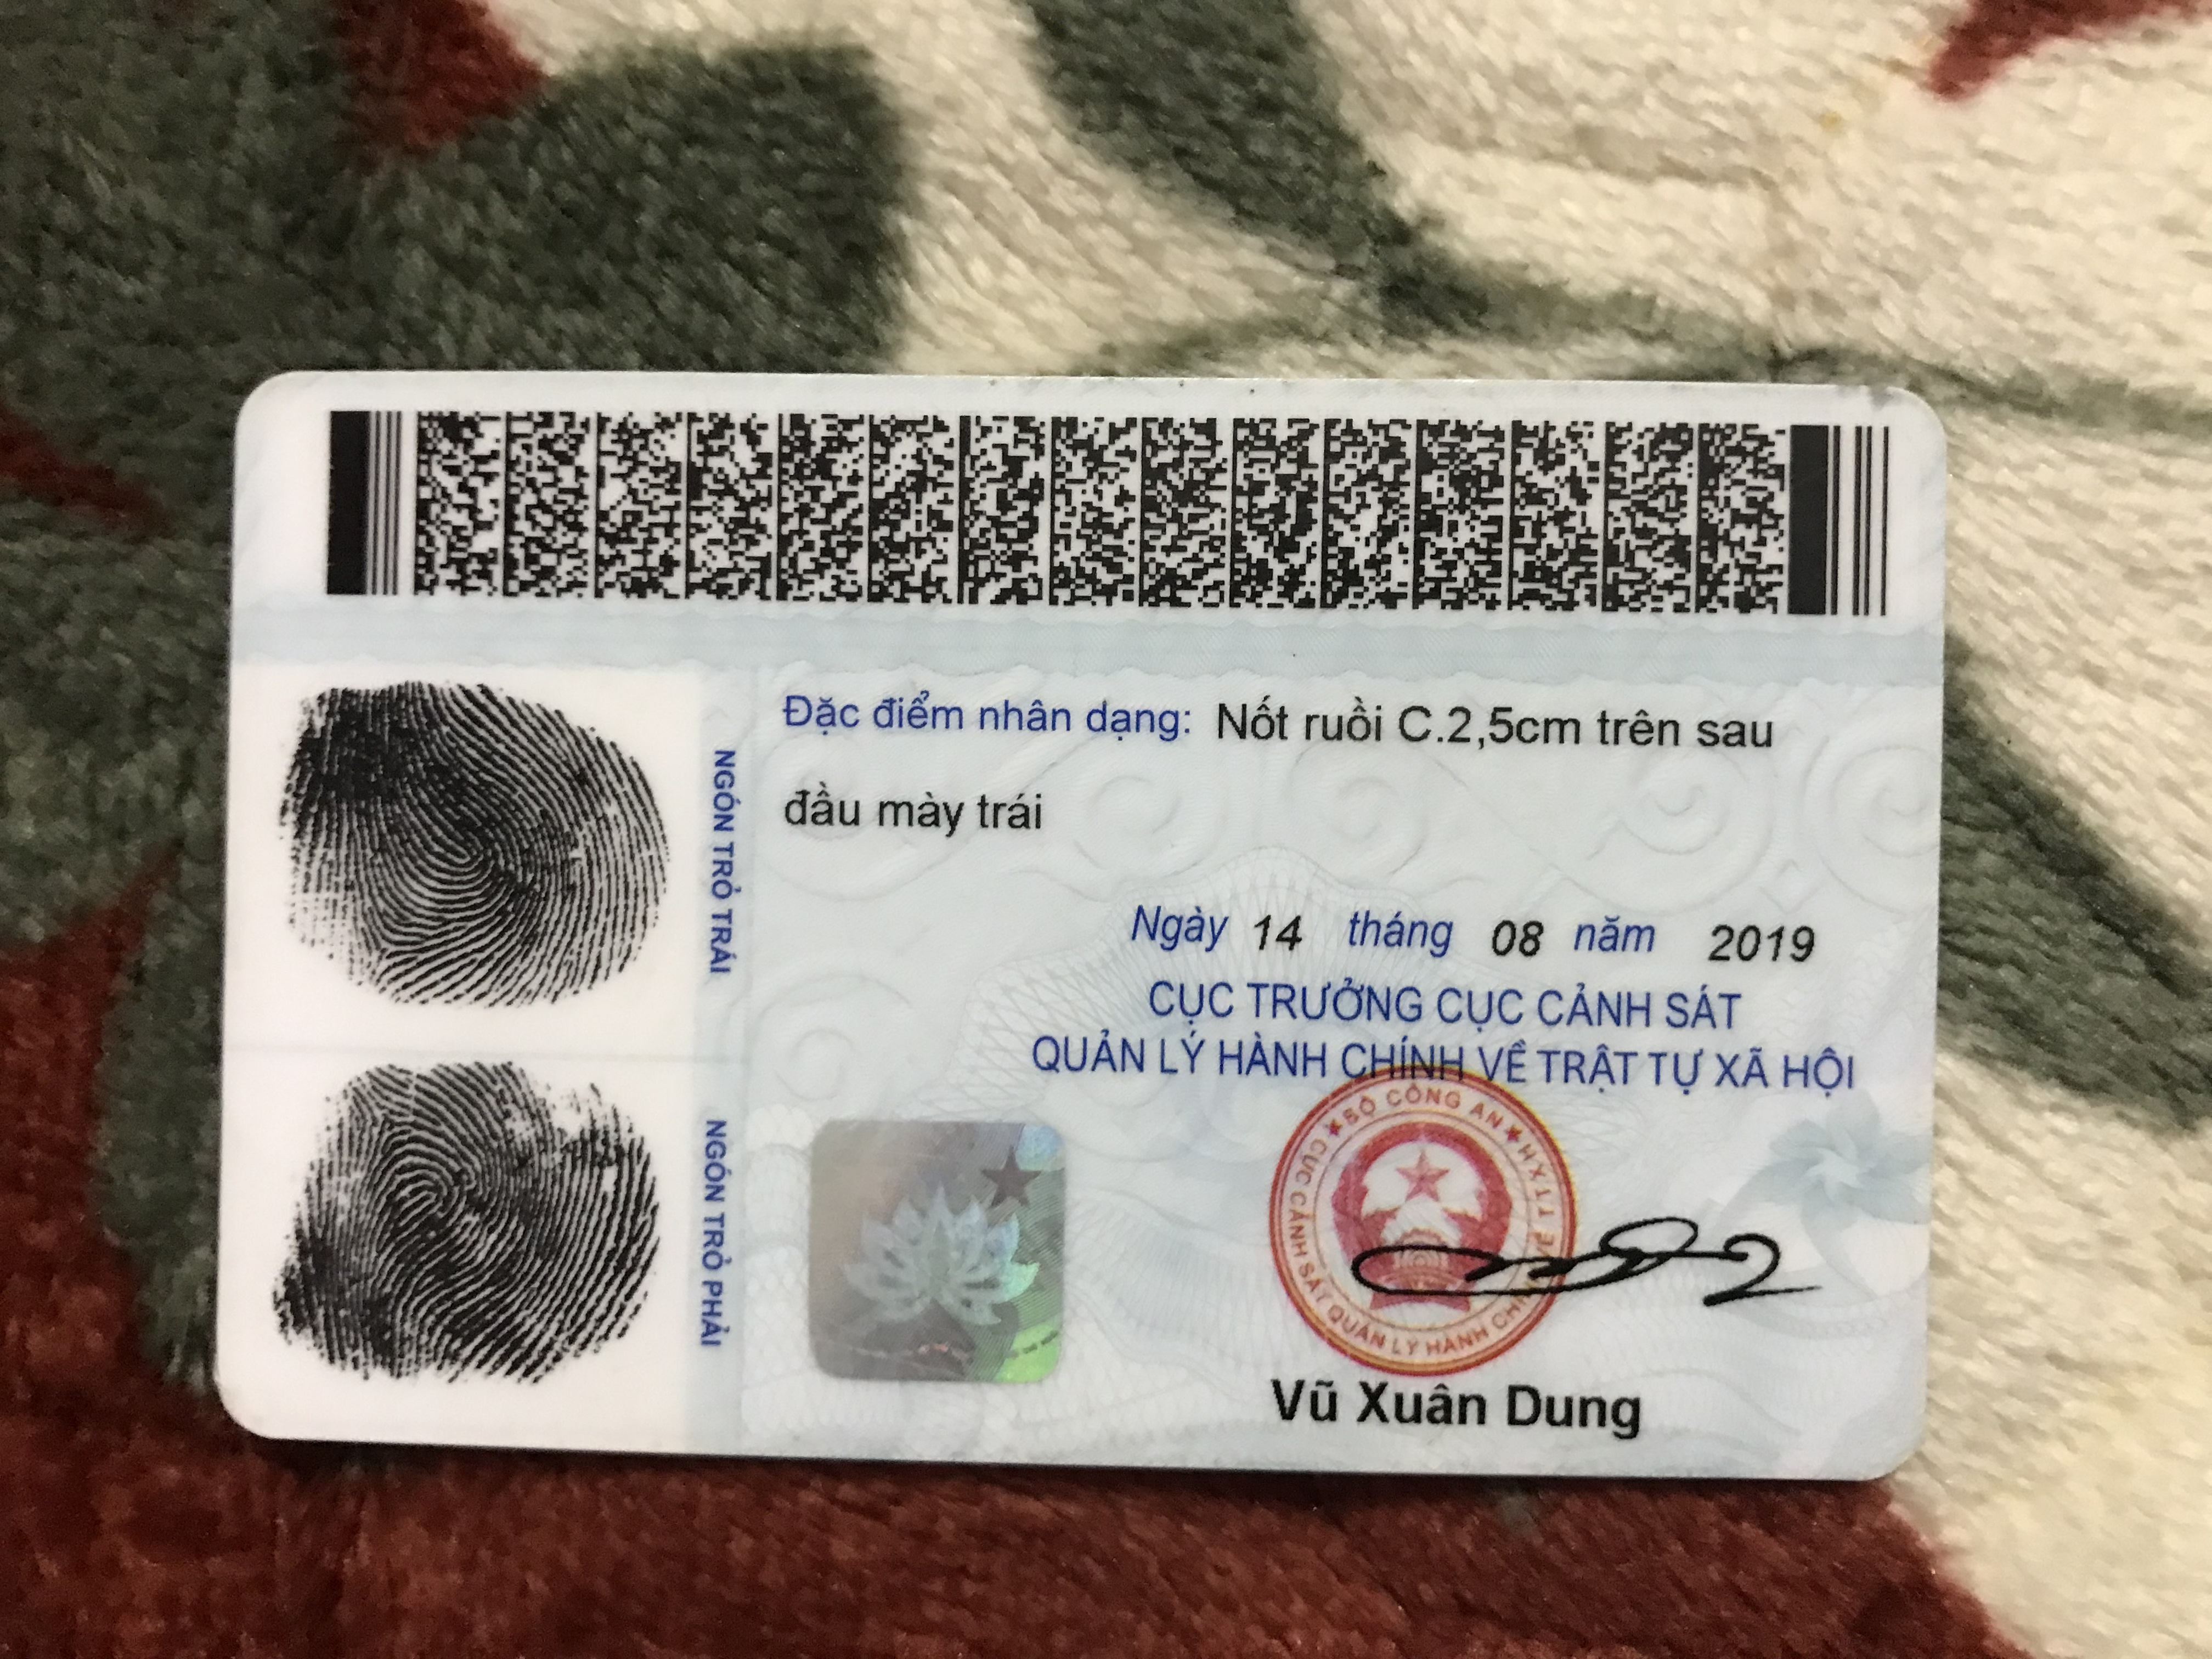 Đặc điểm nhân dạng: Nốt ruồi C.2,5cm trên sau
đầu mày trái
NGÓN TRỎ TRÁI
Ngày 14 tháng 08 năm 2019
CỤC TRƯỞNG CỤC CẢNH SÁT
QUẢN LÝ HÀNH CHÍNH VỀ TRẬT TỰ XÃ HỘI
NGÓN TRỎ PHẢI
BỘ CÔNG AN
CỤC CẢNH SÁT QUẢN LÝ HÀNH CHÍNH VỀ TTXH
Vũ Xuân Dung